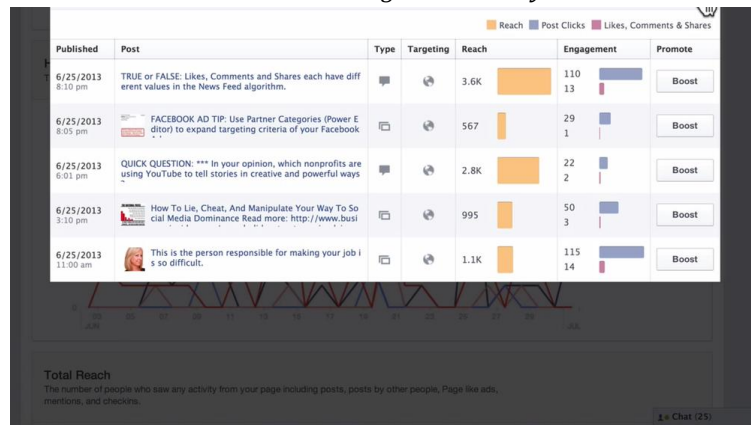 Reach Post Clicks Likes, Comments & Shares
Published Post Type Targeting Reach Engagement Promote
6/25/2013
8:10 pm
TRUE or FALSE: Likes, Comments and Shares each have diff
erent values in the News Feed algorithm.
3.6K
110
13
Boost
6/25/2013
8:05 pm
FACEBOOK AD TIP: Use Partner Categories (Power E
ditor) to expand targeting criteria of your Facebook
567
29
1
Boost
6/25/2013
6:01 pm
QUICK QUESTION: *** In your opinion, which nonprofits are
using YouTube to tell stories in creative and powerful ways
2.8K
22
2
Boost
6/25/2013
3:10 pm
How To Lie, Cheat, And Manipulate Your Way To So
cial Media Dominance Read more: http://www.busi
995
50
3
Boost
6/25/2013
11:00 am
This is the person responsible for making your job i
s so difficult.
1.1K
115
14
Boost
JUN
JUL
Total Reach
The number of people who saw any activity from your page including posts, posts by other people, Page like ads,
mentions, and checkins.
Chat (25)